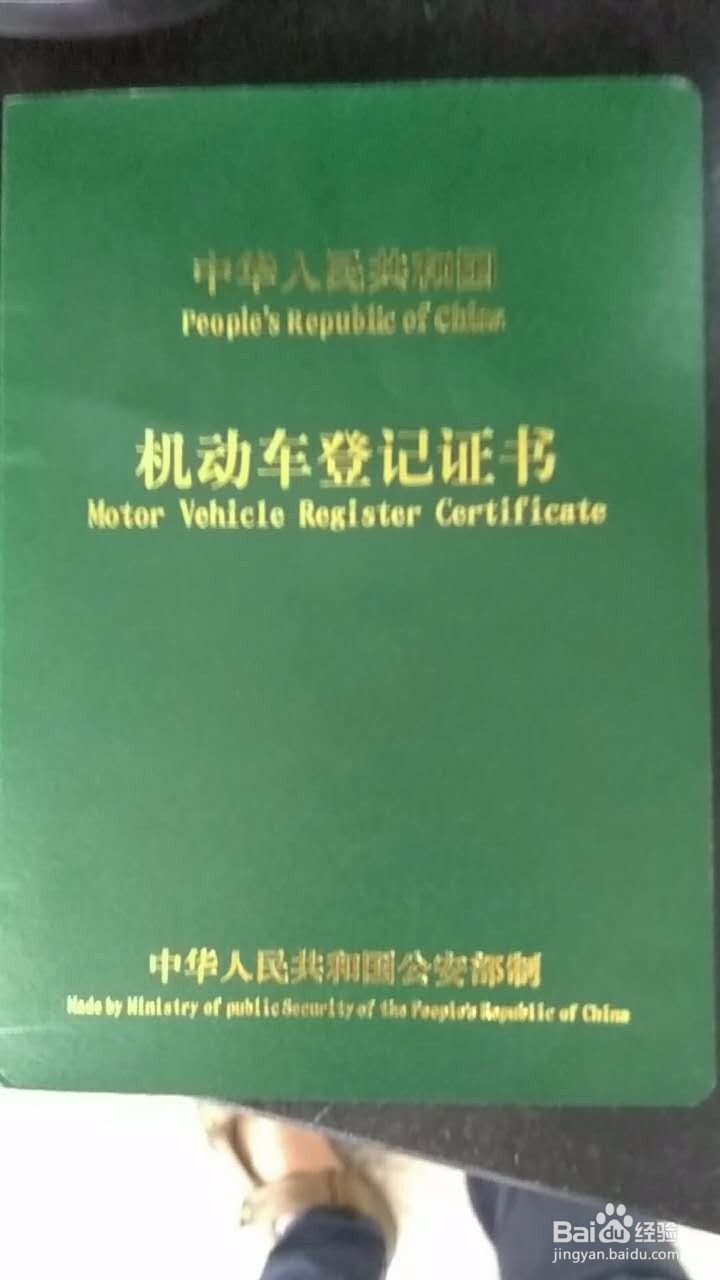 中华人民共和国
People's Republic of China
机动车登记证书
Motor Vehicle Register Certificate
中华人民共和国公安部制
Made by Ministry of public Security of the People's Republic of China
Baidu经验
jingyan.baidu.com